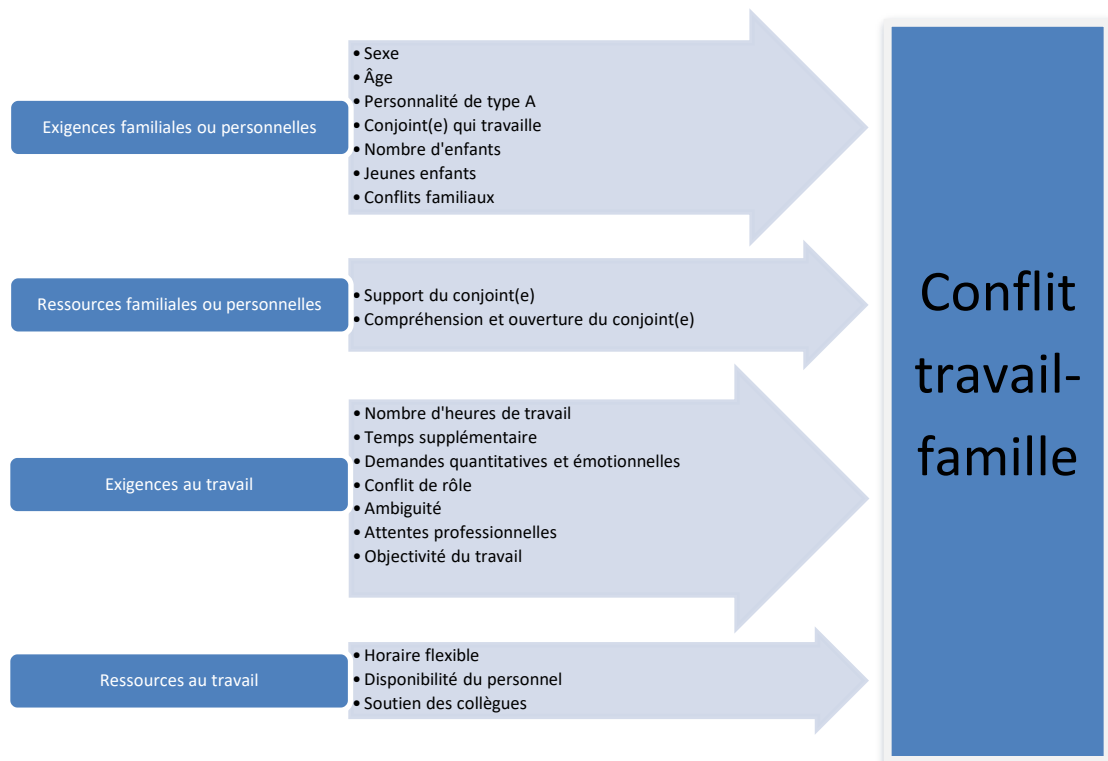 Exigences familiales ou personnelles
• Sexe
• Âge
• Personnalité de type A
• Conjoint(e) qui travaille
• Nombre d'enfants
• Jeunes enfants
• Conflits familiaux
Ressources familiales ou personnelles
• Support du conjoint(e)
• Compréhension et ouverture du conjoint(e)
Exigences au travail
• Nombre d'heures de travail
• Temps supplémentaire
• Demandes quantitatives et émotionnelles
• Conflit de rôle
• Ambiguité
• Attentes professionnelles
• Objectivité du travail
Ressources au travail
• Horaire flexible
• Disponibilité du personnel
• Soutien des collègues
Conflit
travail-
famille